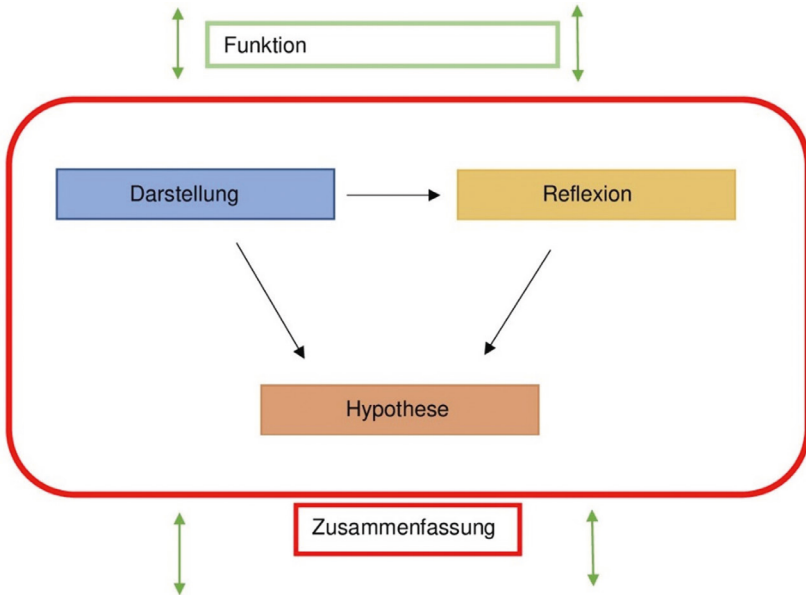 Funktion
Darstellung
Reflexion
Hypothese
Zusammenfassung